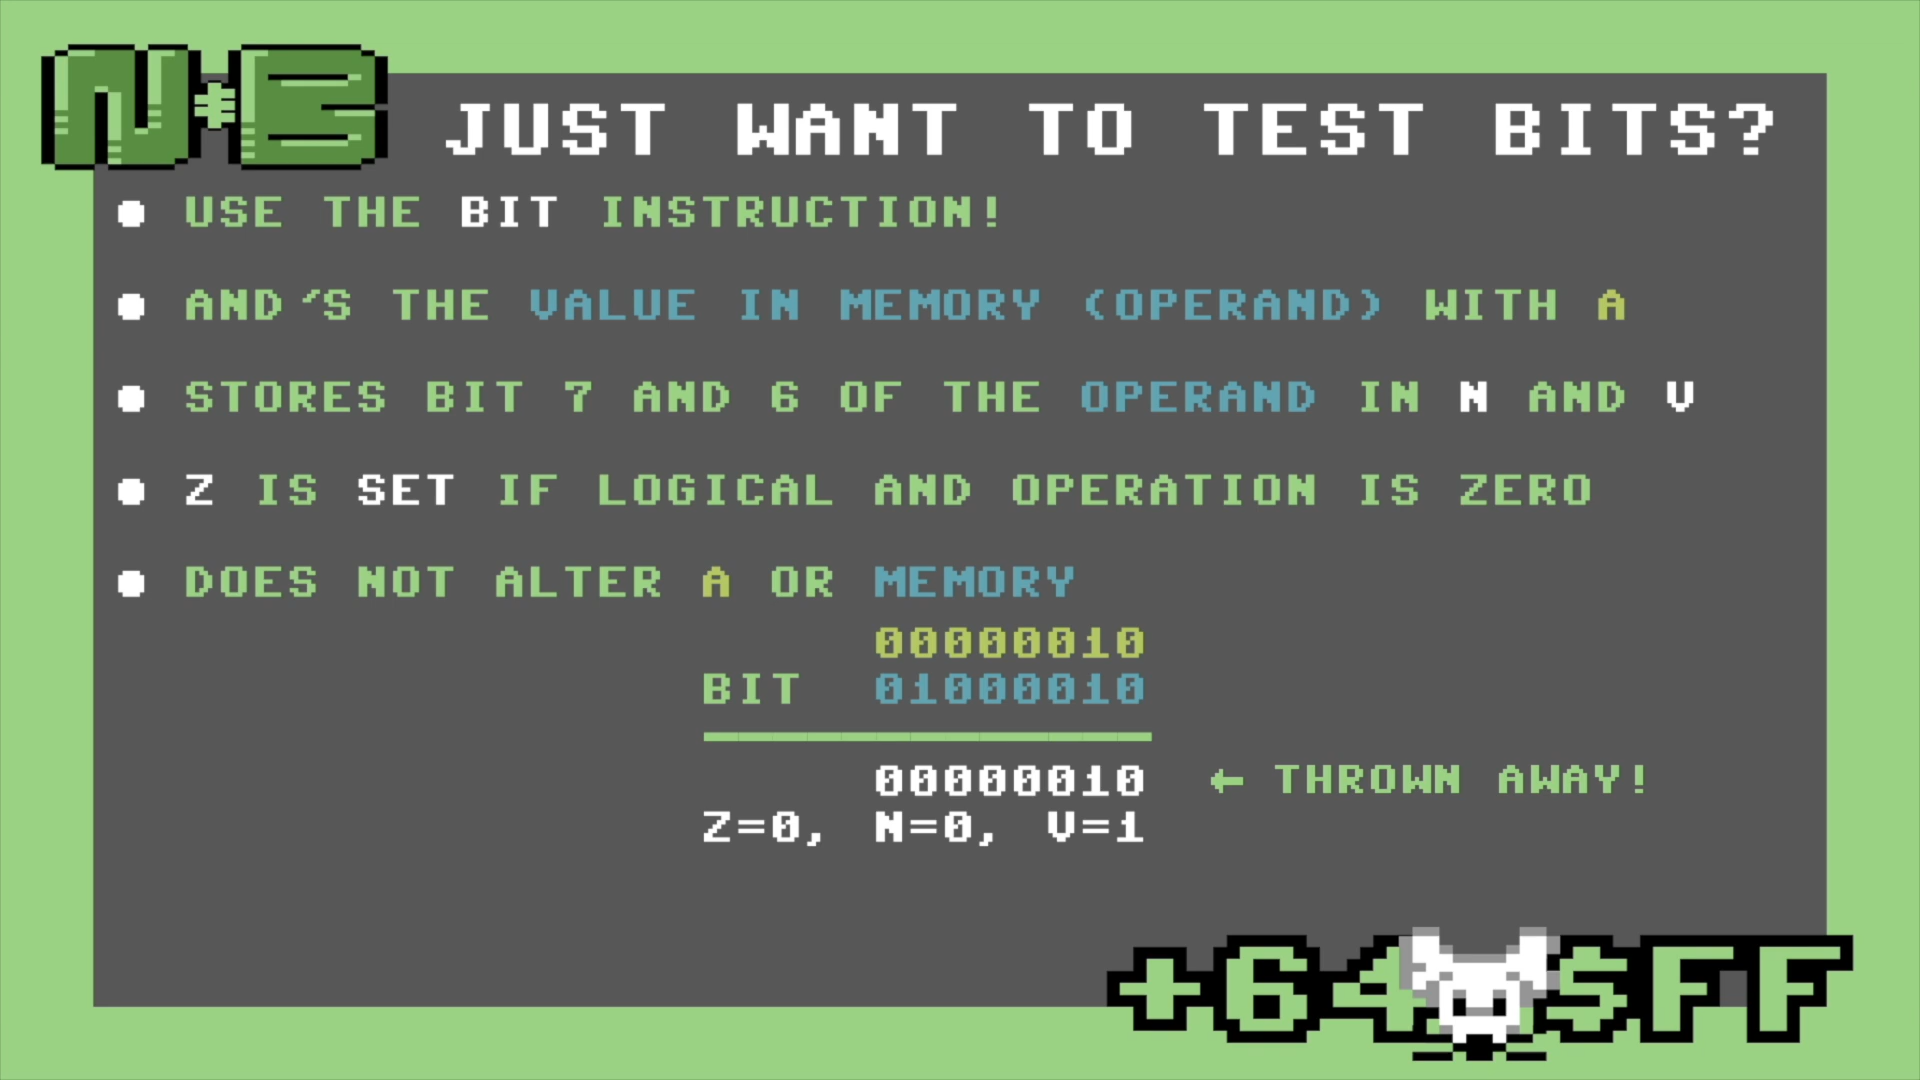 N+B
JUST WANT TO TEST BITS?
● USE THE BIT INSTRUCTION!
● AND'S THE VALUE IN MEMORY (OPERAND) WITH A
● STORES BIT 7 AND 6 OF THE OPERAND IN N AND V
● Z IS SET IF LOGICAL AND OPERATION IS ZERO
● DOES NOT ALTER A OR MEMORY
00000010
BIT 01000010
00000010 ← THROWN AWAY!
Z=0, N=0, V=1
+64 SFF